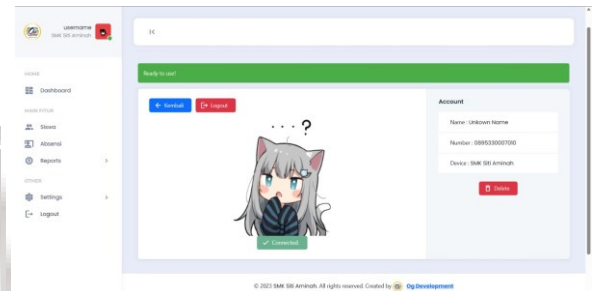 username
SMK Siti Aminah
HOME
Dashboard
MAIN FITUR
Siswa
Absensi
Reports
OTHER
Settings
Logout
Ready to use!
← Kembali
Logout
. . . ?
✓ Connected
Account
Name : Unkown Name
Number : 0895330007010
Device : SMK Siti Aminah
Delete
© 2023 SMK Siti Aminah. All rights reserved. Created by Og Development